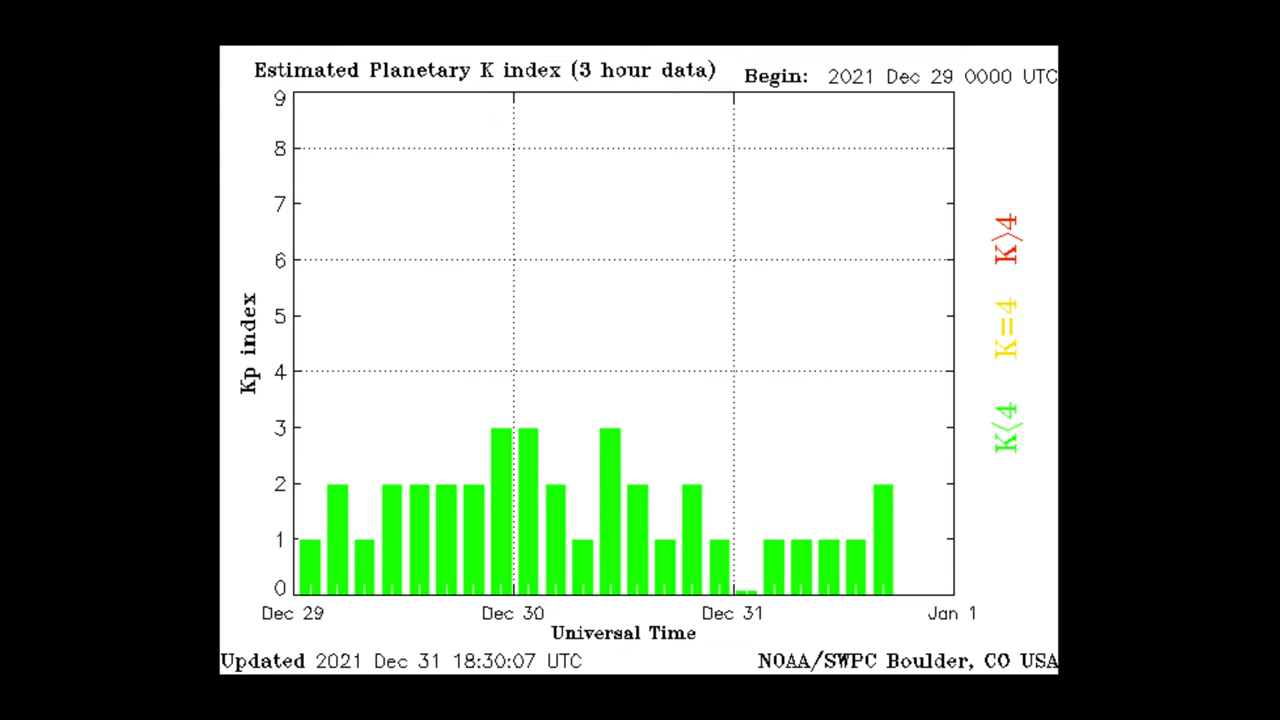 Estimated Planetary K index (3 hour data)
Begin: 2021 Dec 29 0000 UTC
9
8
7
6
5
4
3
2
1
0
Kp index
K>4
K=4
K<4
Dec 29 Dec 30 Dec 31 Jan 1
Universal Time
Updated 2021 Dec 31 18:30:07 UTC
NOAA/SWPC Boulder, CO USA